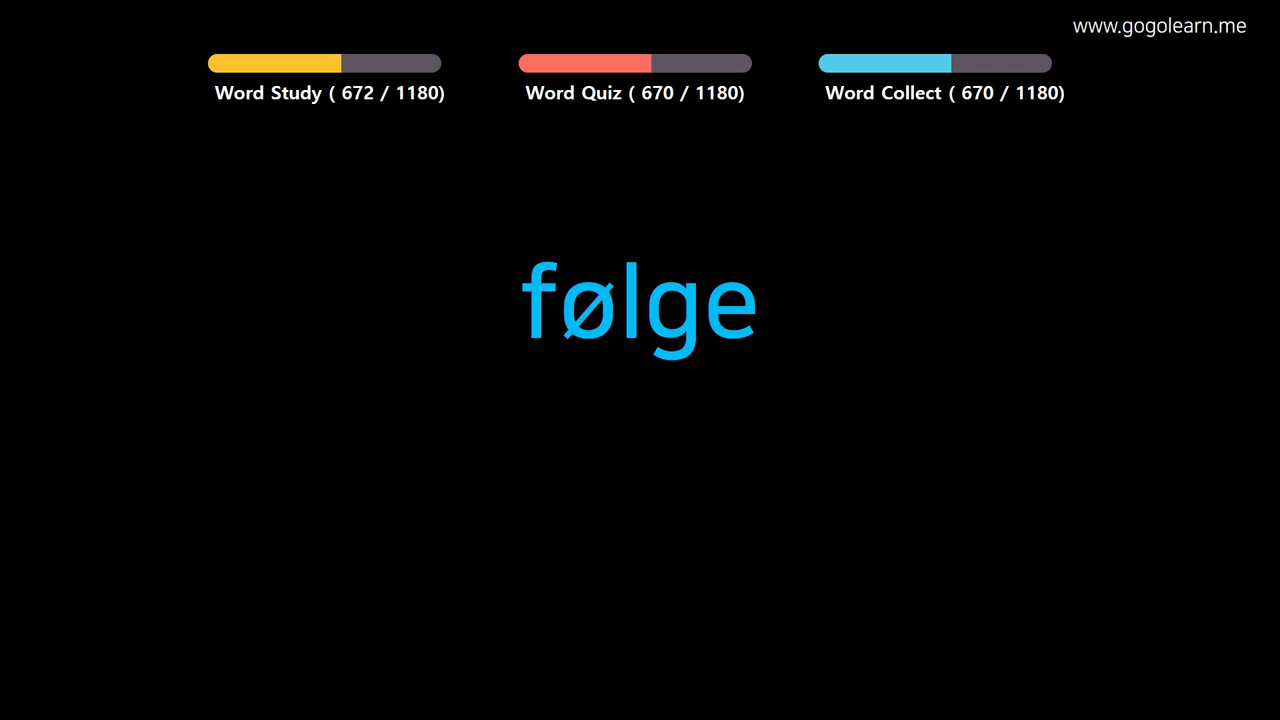 www.gogolearn.me
Word Study ( 672 / 1180)
Word Quiz ( 670 / 1180)
Word Collect ( 670 / 1180)
følge